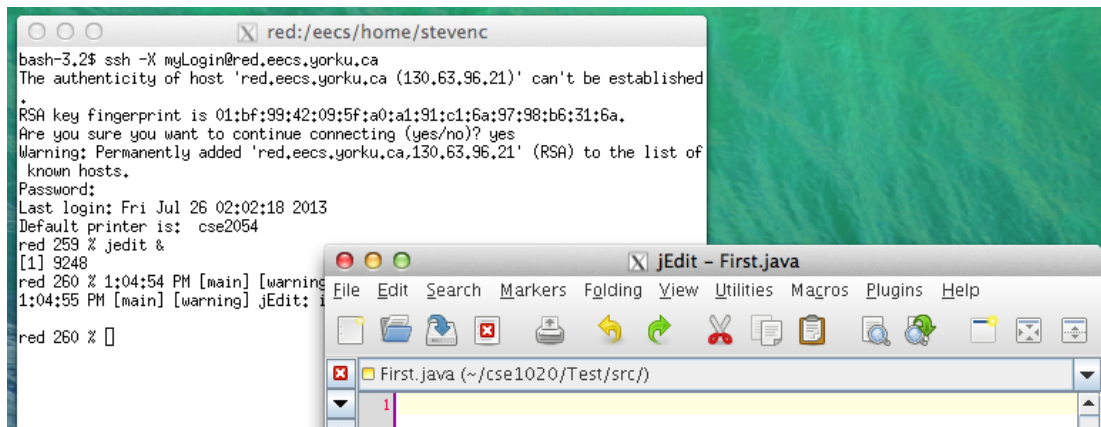 red:/eecs/home/stevenc
bash-3.2$ ssh -X myLogin@red.eecs.yorku.ca
The authenticity of host 'red.eecs.yorku.ca (130.63.96.21)' can't be established
.
RSA key fingerprint is 01:bf:99:42:09:5f:a0:a1:91:c1:6a:97:98:b6:31:6a.
Are you sure you want to continue connecting (yes/no)? yes
Warning: Permanently added 'red.eecs.yorku.ca,130.63.96.21' (RSA) to the list of
 known hosts.
Password:
Last login: Fri Jul 26 02:02:18 2013
Default printer is:  cse2054
red 259 % jedit &
[1] 9248
red 260 % 1:04:54 PM [main] [warning
1:04:55 PM [main] [warning] jEdit: i
red 260 %
jEdit - First.java
File Edit Search Markers Folding View Utilities Macros Plugins Help
First.java (~/cse1020/Test/src/)
1